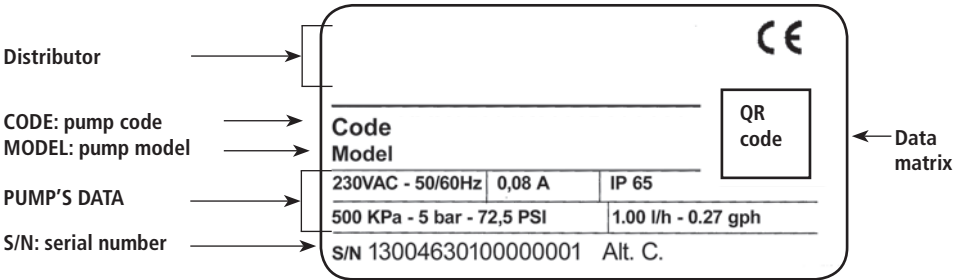 CE
Distributor
CODE: pump code
MODEL: pump model
PUMP'S DATA
S/N: serial number
Code
Model
230VAC - 50/60Hz 0,08 A IP 65
500 KPa - 5 bar - 72,5 PSI 1.00 l/h - 0.27 gph
S/N 13004630100000001 Alt. C.
QR
code
Data
matrix